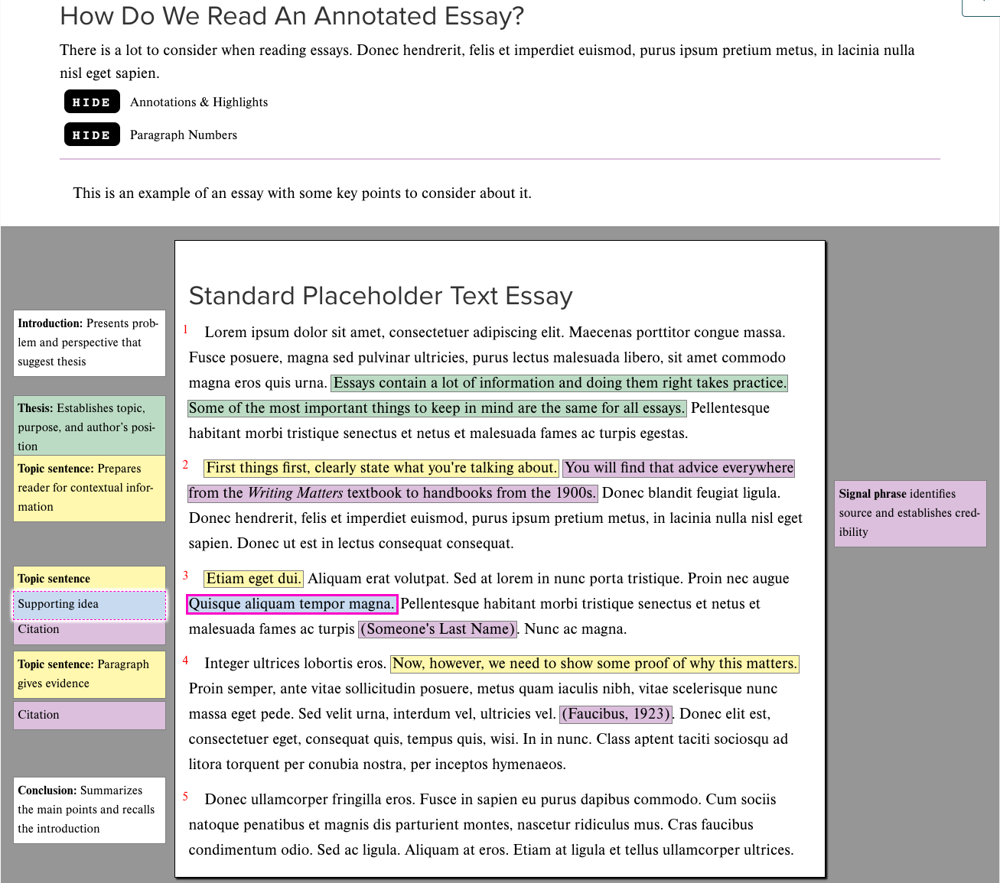 How Do We Read An Annotated Essay?
There is a lot to consider when reading essays. Donec hendrerit, felis et imperdiet euismod, purus ipsum pretium metus, in lacinia nulla
nisl eget sapien.
HIDE Annotations & Highlights
HIDE Paragraph Numbers
This is an example of an essay with some key points to consider about it.
Standard Placeholder Text Essay
Introduction: Presents prob-
lem and perspective that
suggest thesis
1 Lorem ipsum dolor sit amet, consectetuer adipiscing elit. Maecenas porttitor congue massa.
Fusce posuere, magna sed pulvinar ultricies, purus lectus malesuada libero, sit amet commodo
magna eros quis urna. Essays contain a lot of information and doing them right takes practice.
Some of the most important things to keep in mind are the same for all essays. Pellentesque
habitant morbi tristique senectus et netus et malesuada fames ac turpis egestas.
Thesis: Establishes topic,
purpose, and author's posi-
tion
Topic sentence: Prepares
reader for contextual infor-
mation
2 First things first, clearly state what you're talking about. You will find that advice everywhere
from the Writing Matters textbook to handbooks from the 1900s. Donec blandit feugiat ligula.
Donec hendrerit, felis et imperdiet euismod, purus ipsum pretium metus, in lacinia nulla nisl eget
sapien. Donec ut est in lectus consequat consequat.
Signal phrase identifies
source and establishes cred-
ibility
Topic sentence
Supporting idea
Citation
3 Etiam eget dui. Aliquam erat volutpat. Sed at lorem in nunc porta tristique. Proin nec augue
Quisque aliquam tempor magna. Pellentesque habitant morbi tristique senectus et netus et
malesuada fames ac turpis (Someone's Last Name). Nunc ac magna.
Topic sentence: Paragraph
gives evidence
Citation
4 Integer ultrices lobortis eros. Now, however, we need to show some proof of why this matters.
Proin semper, ante vitae sollicitudin posuere, metus quam iaculis nibh, vitae scelerisque nunc
massa eget pede. Sed velit urna, interdum vel, ultricies vel. (Faucibus, 1923). Donec elit est,
consectetuer eget, consequat quis, tempus quis, wisi. In in nunc. Class aptent taciti sociosqu ad
litora torquent per conubia nostra, per inceptos hymenaeos.
Conclusion: Summarizes
the main points and recalls
the introduction
5 Donec ullamcorper fringilla eros. Fusce in sapien eu purus dapibus commodo. Cum sociis
natoque penatibus et magnis dis parturient montes, nascetur ridiculus mus. Cras faucibus
condimentum odio. Sed ac ligula. Aliquam at eros. Etiam at ligula et tellus ullamcorper ultrices.